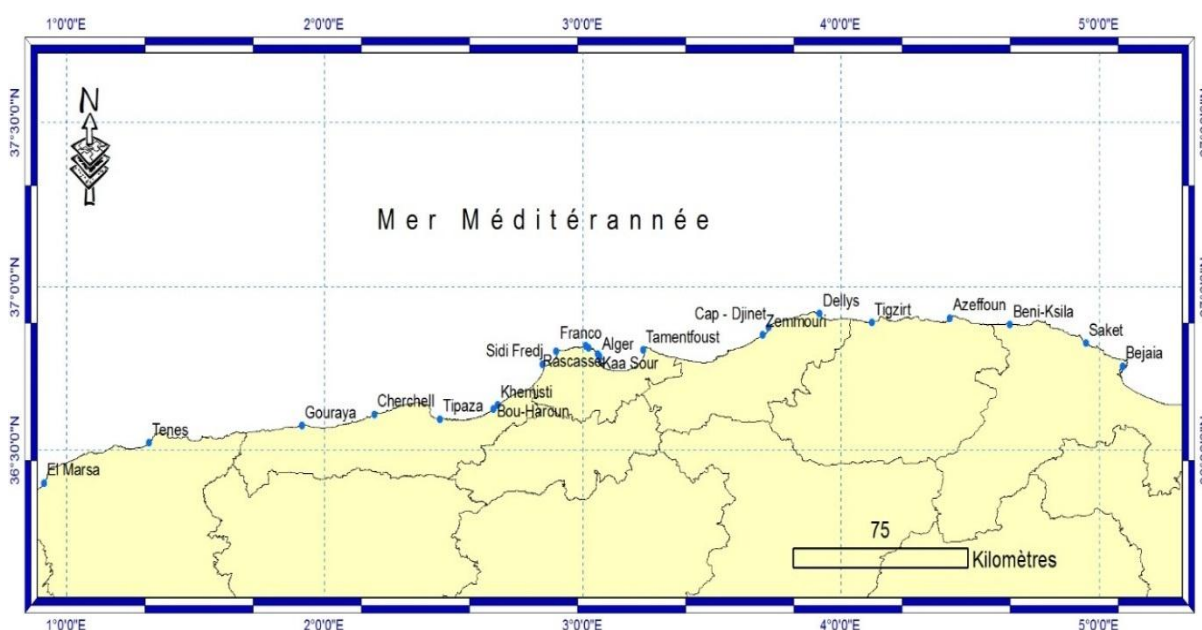 1°0'0"E 2°0'0"E 3°0'0"E 4°0'0"E 5°0'0"E
37°30'0"N
N
Mer Méditérannée
37°0'0"N
Dellys
Azeffoun
Cap - Djinet
Tigzirt
Beni-Ksila
Zemmouri
Franco
Alger
Tamentfoust
Saket
Sidi Fredj
Rascasse
Kaa Sour
Bejaia
Khemisti
Cherchell
Tipaza
Bou-Haroun
Gouraya
Tenes
36°30'0"N
El Marsa
75
Kilomètres
1°0'0"E 2°0'0"E 3°0'0"E 4°0'0"E 5°0'0"E